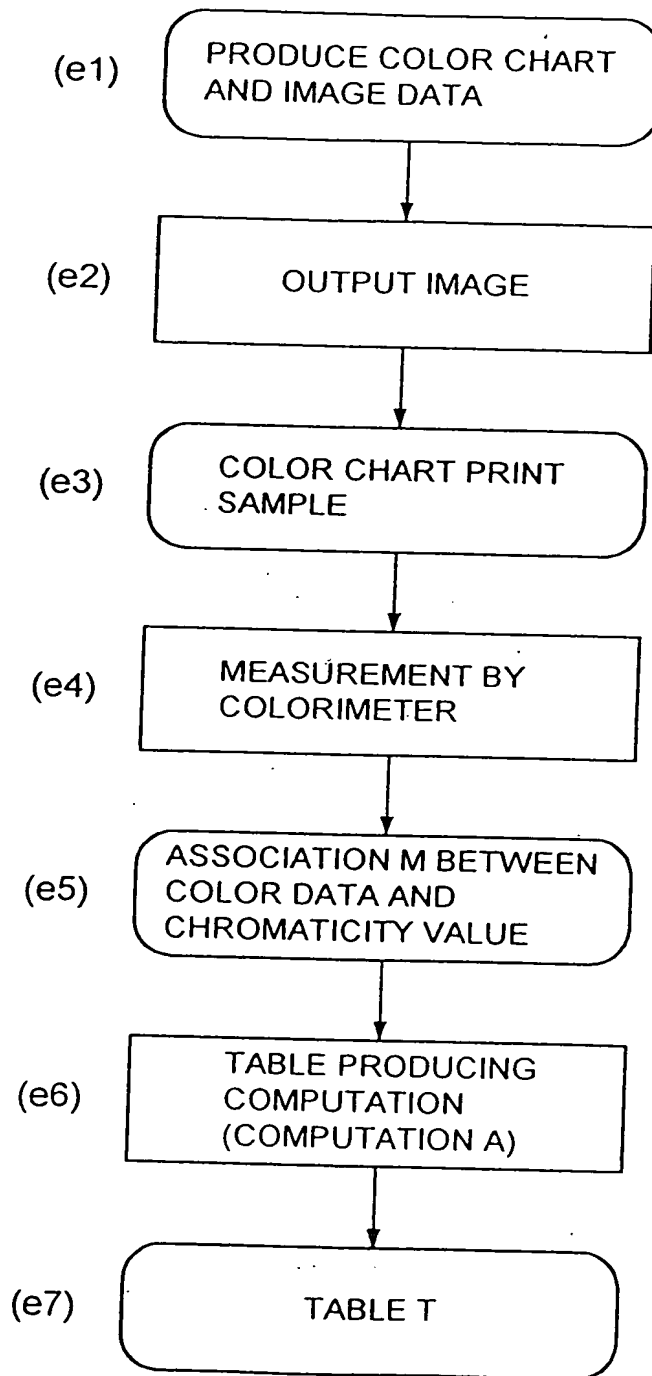 (e1)
PRODUCE COLOR CHART
AND IMAGE DATA
(e2)
OUTPUT IMAGE
(e3)
COLOR CHART PRINT
SAMPLE
(e4)
MEASUREMENT BY
COLORIMETER
(e5)
ASSOCIATION M BETWEEN
COLOR DATA AND
CHROMATICITY VALUE
(e6)
TABLE PRODUCING
COMPUTATION
(COMPUTATION A)
(e7)
TABLE T